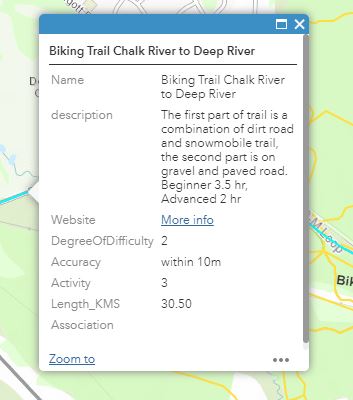 Biking Trail Chalk River to Deep River
Name Biking Trail Chalk River
to Deep River
description The first part of trail is a
combination of dirt road
and snowmobile trail,
the second part is on
gravel and paved road.
Beginner 3.5 hr,
Advanced 2 hr
Website More info
DegreeOfDifficulty 2
Accuracy within 10m
Activity 3
Length_KMS 30.50
Association
Zoom to
Loop